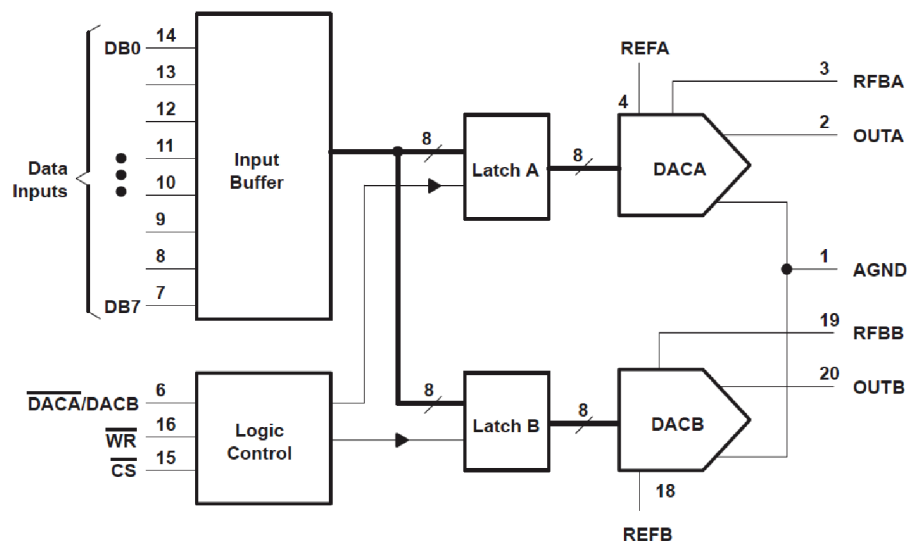 DB0
14
13
12
11
10
9
8
7
DB7
Data
Inputs
Input
Buffer
8
Latch A
8
REFA
4
DACA
3
RFBA
2
OUTA
1
AGND
19
RFBB
20
OUTB
DACA/DACB
6
WR
16
CS
15
Logic
Control
8
Latch B
8
DACB
18
REFB